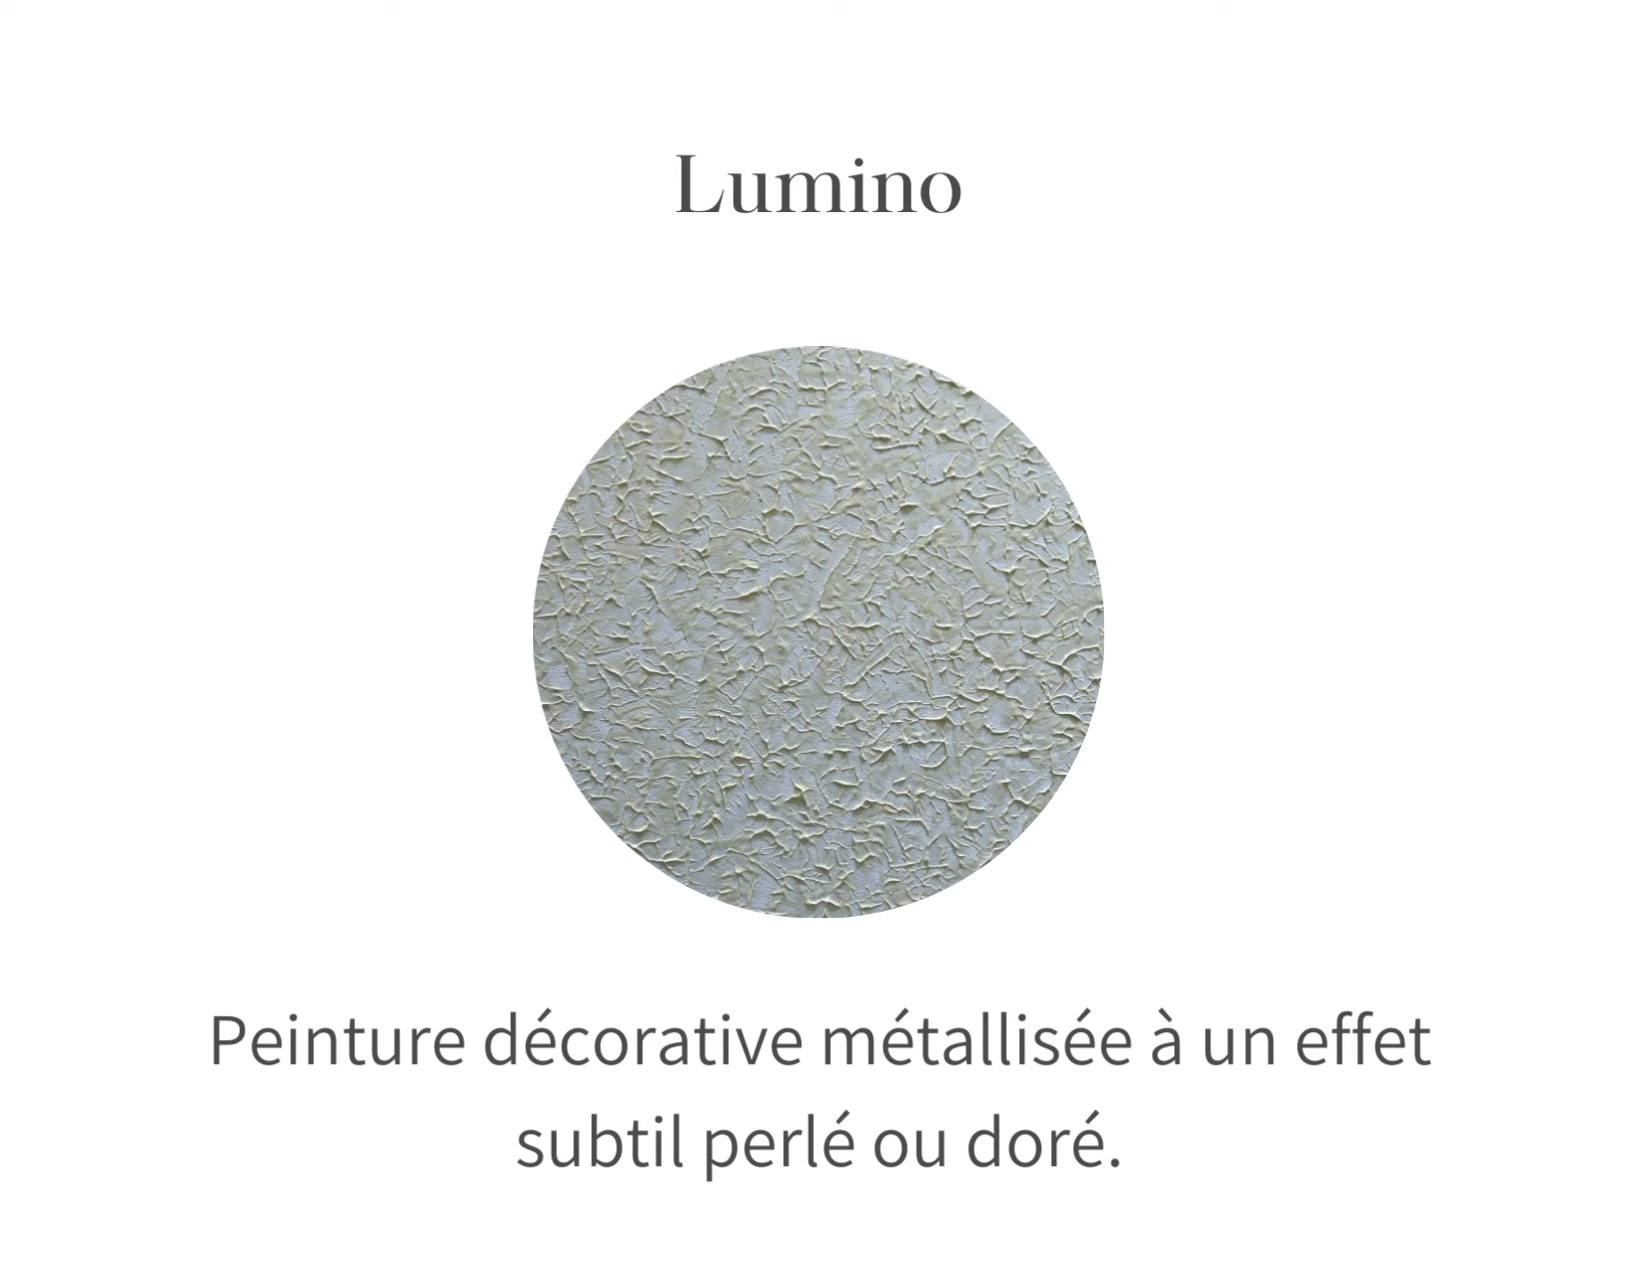 Lumino
Peinture décorative métallisée à un effet
subtil perlé ou doré.